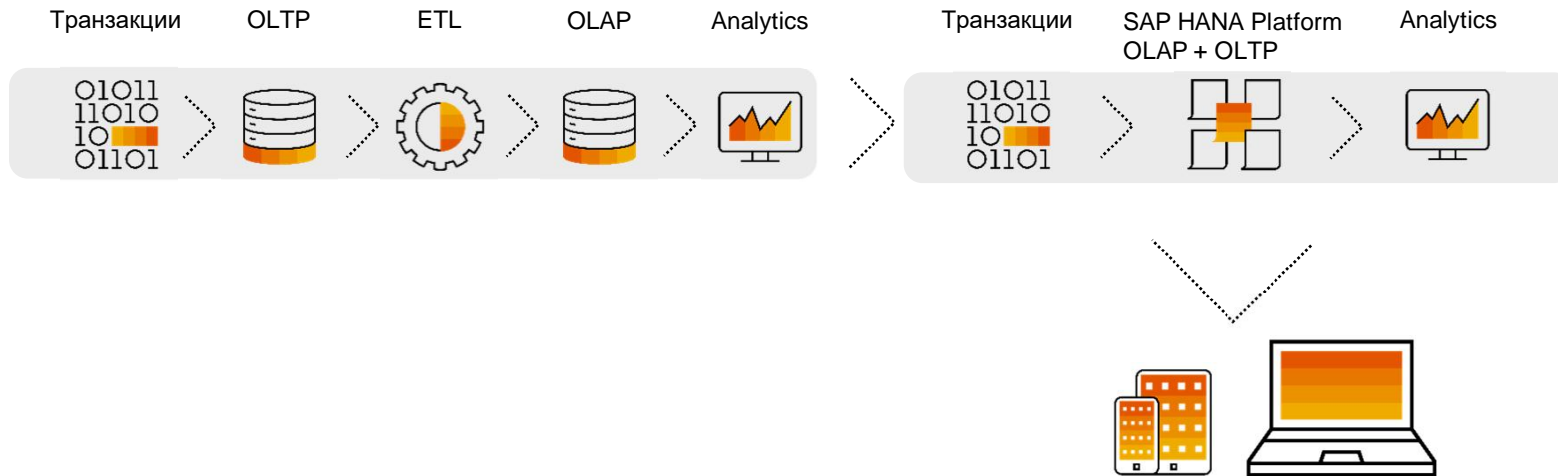 Транзакции
OLTP
ETL
OLAP
Analytics
Транзакции
SAP HANA Platform
OLAP + OLTP
Analytics
01011
11010
10
01101
01011
11010
10
01101